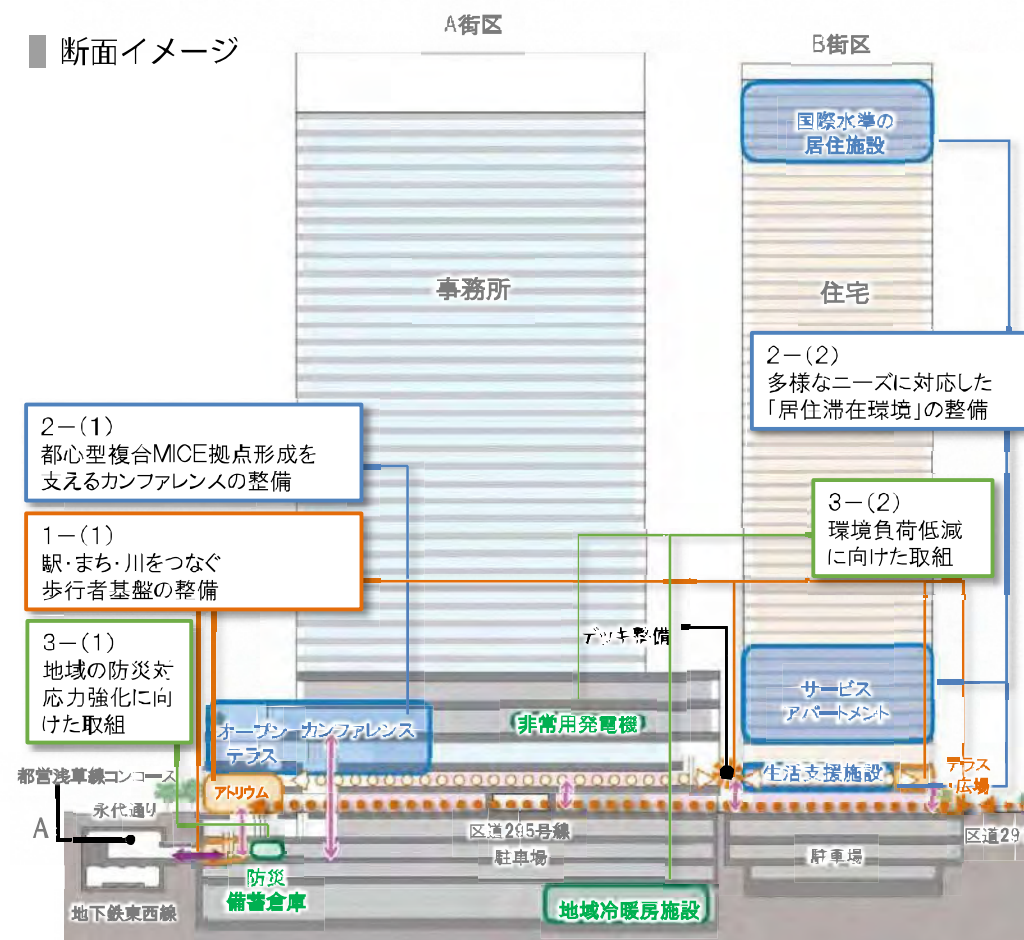 断面イメージ
A街区
B街区
国際水準の
居住施設
事務所
住宅
2-(2)
多様なニーズに対応した
「居住滞在環境」の整備
2-(1)
都心型複合MICE拠点形成を
支えるカンファレンスの整備
3-(2)
環境負荷低減
に向けた取組
1-(1)
駅・まち・川をつなぐ
歩行者基盤の整備
デッキ整備
3-(1)
地域の防災対
応力強化に向
けた取組
サービス
アパートメント
オープン
テラス
カンファレンス
非常用発電機
生活支援施設
テラス
広場
都営浅草線コンコース
アトリウム
永代通り
A
区道295号線
区道29
駐車場
駐車場
防災
備蓄倉庫
地域冷暖房施設
地下鉄東西線